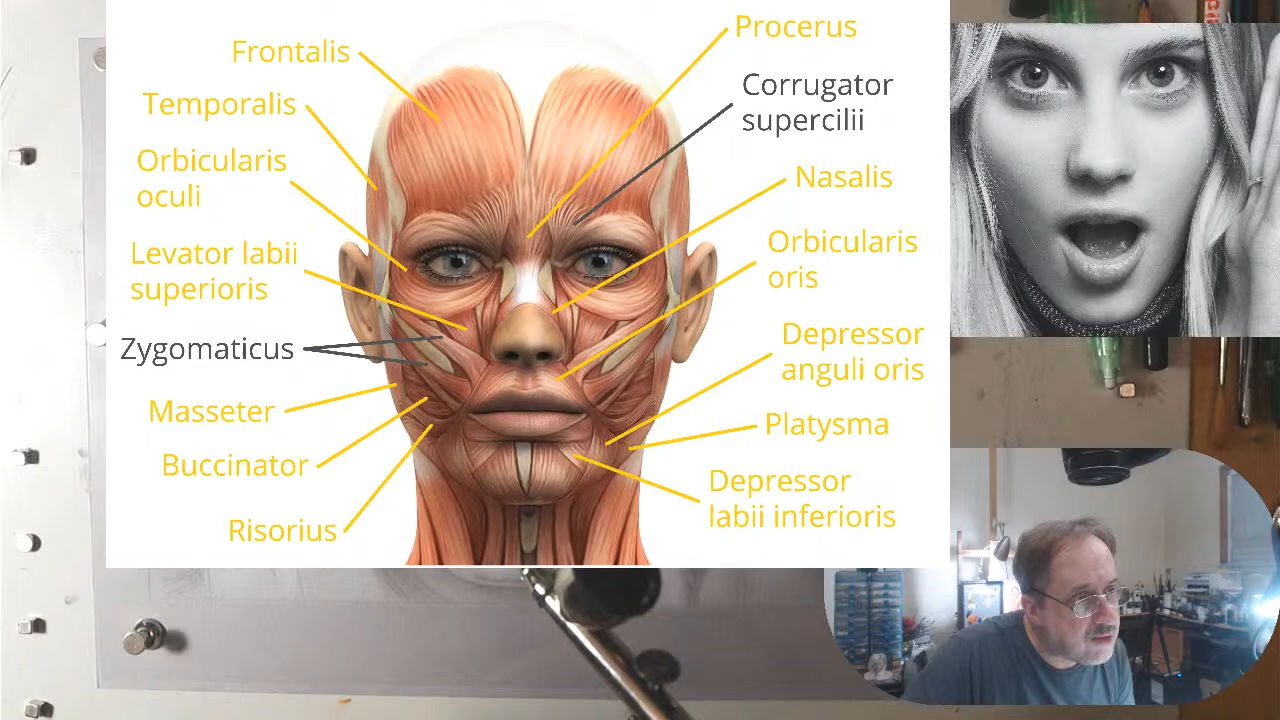 Frontalis
Temporalis
Orbicularis
oculi
Levator labii
superioris
Zygomaticus
Masseter
Buccinator
Risorius
Procerus
Corrugator
supercilii
Nasalis
Orbicularis
oris
Depressor
anguli oris
Platysma
Depressor
labii inferioris